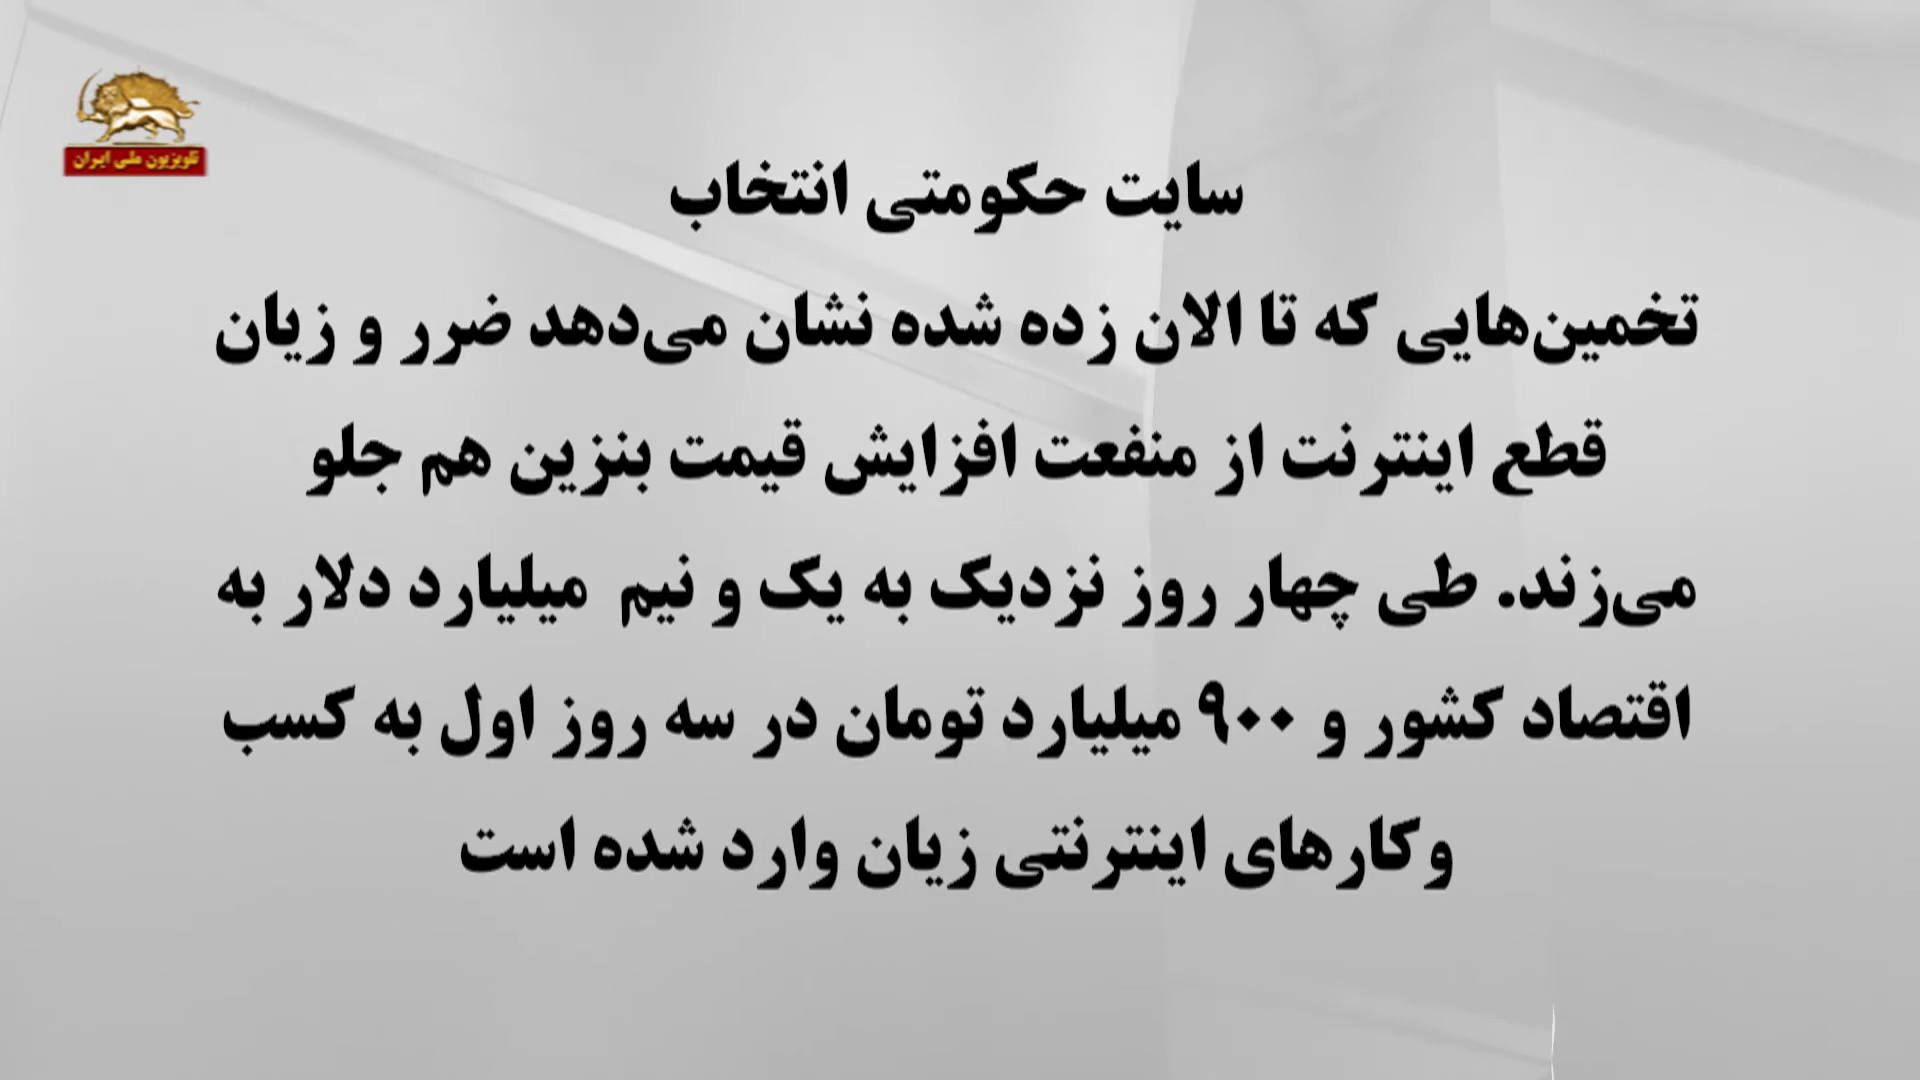 تلویزیون ملی ایران
سایت حکومتی انتخاب
تخمین‌هایی که تا الان زده شده نشان می‌دهد ضرر و زیان
قطع اینترنت از منفعت افزایش قیمت بنزین هم جلو
می‌زند. طی چهار روز نزدیک به یک و نیم  میلیارد دلار به
اقتصاد کشور و ۹۰۰ میلیارد تومان در سه روز اول به کسب
وکارهای اینترنتی زیان وارد شده است